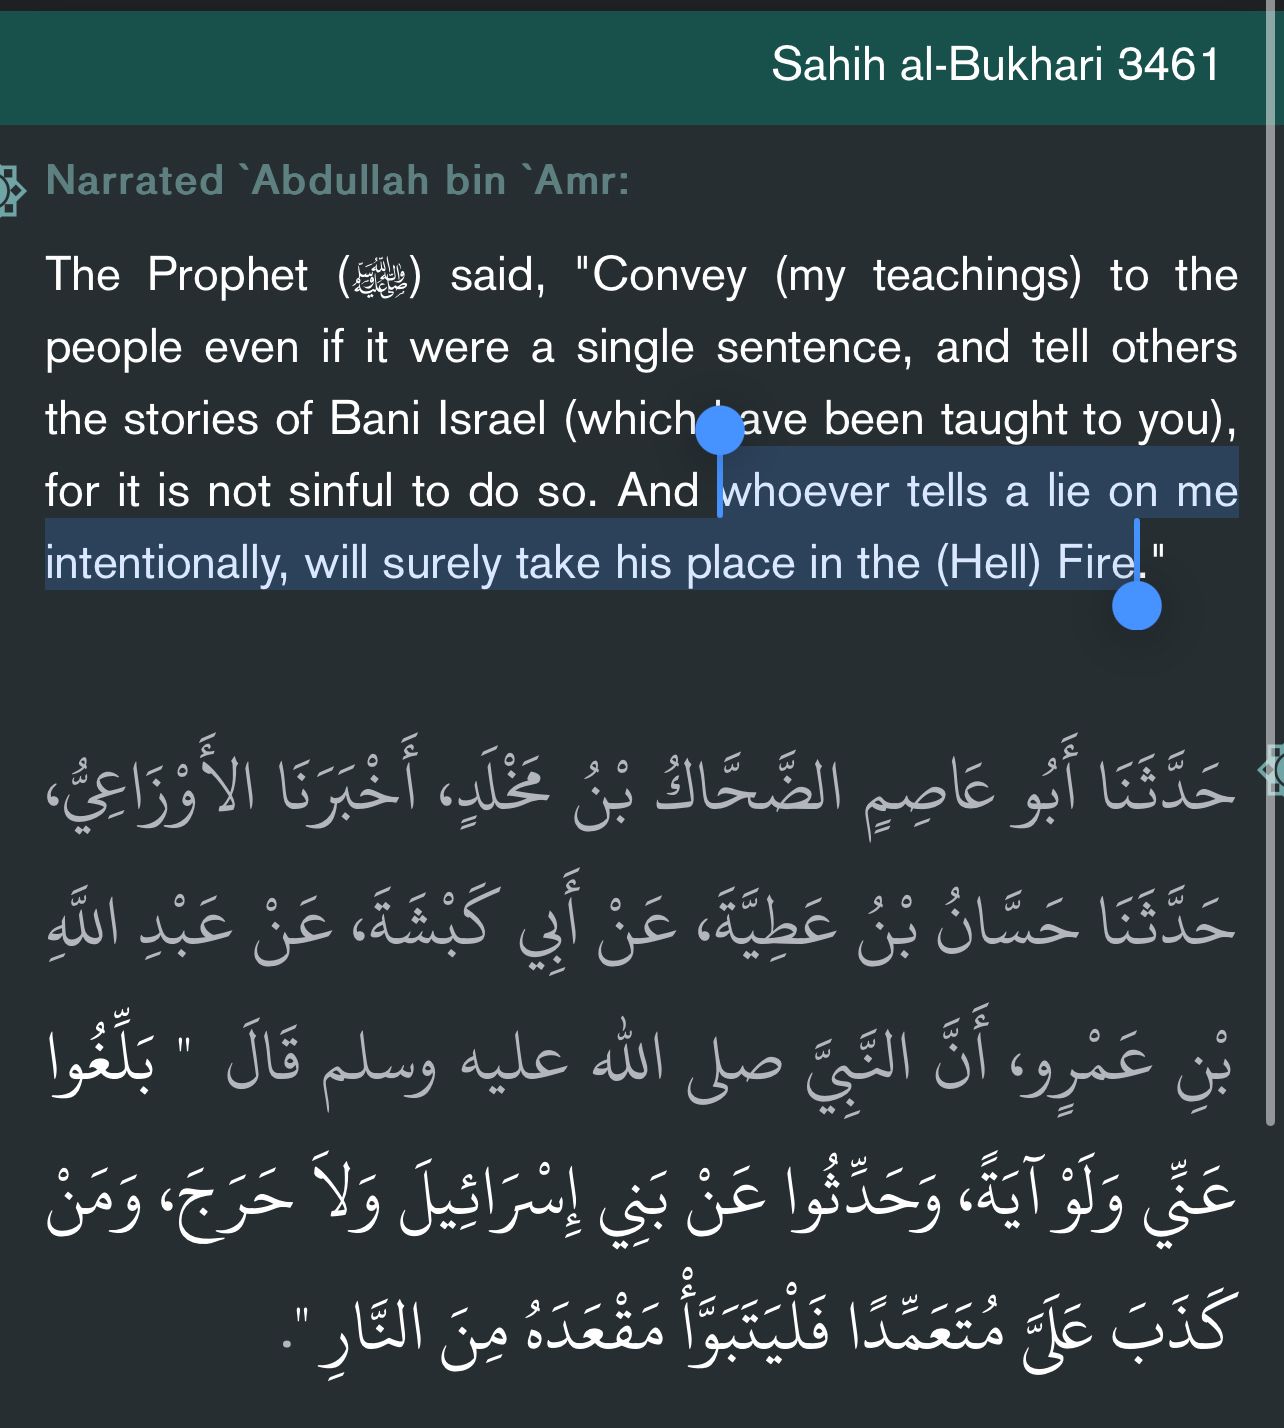 Sahih al-Bukhari 3461
Narrated `Abdullah bin `Amr:
The Prophet (ﷺ) said, "Convey (my teachings) to the
people even if it were a single sentence, and tell others
the stories of Bani Israel (which have been taught to you),
for it is not sinful to do so. And whoever tells a lie on me
intentionally, will surely take his place in the (Hell) Fire."
حَدَّثَنَا أَبُو عَاصِمٍ الضَّحَّاكُ بْنُ مَخْلَدٍ، أَخْبَرَنَا الأَوْزَاعِيُّ،
حَدَّثَنَا حَسَّانُ بْنُ عَطِيَّةَ، عَنْ أَبِي كَبْشَةَ، عَنْ عَبْدِ اللَّهِ
بْنِ عَمْرٍو، أَنَّ النَّبِيَّ صلى الله عليه وسلم قَالَ " بَلِّغُوا
عَنِّي وَلَوْ آيَةً، وَحَدِّثُوا عَنْ بَنِي إِسْرَائِيلَ وَلاَ حَرَجَ، وَمَنْ
كَذَبَ عَلَىَّ مُتَعَمِّدًا فَلْيَتَبَوَّأْ مَقْعَدَهُ مِنَ النَّارِ ".